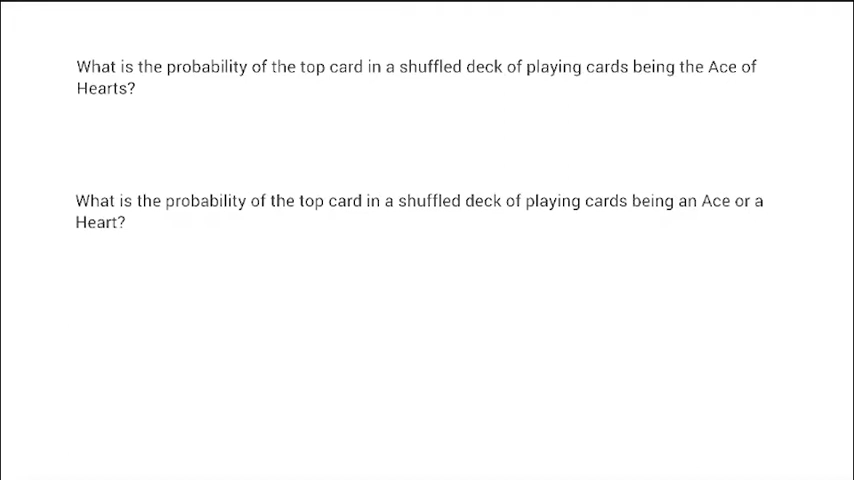 What is the probability of the top card in a shuffled deck of playing cards being the Ace of
Hearts?
What is the probability of the top card in a shuffled deck of playing cards being an Ace or a
Heart?